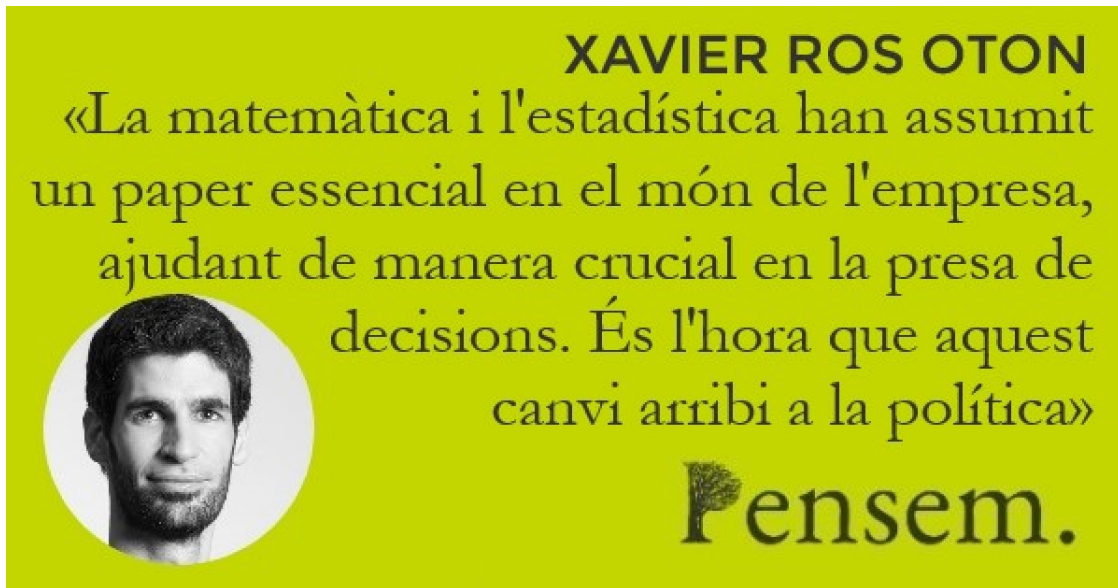 XAVIER ROS OTON
«La matemàtica i l'estadística han assumit
un paper essencial en el món de l'empresa,
ajudant de manera crucial en la presa de
decisions. És l'hora que aquest
canvi arribi a la política»
Pensem.